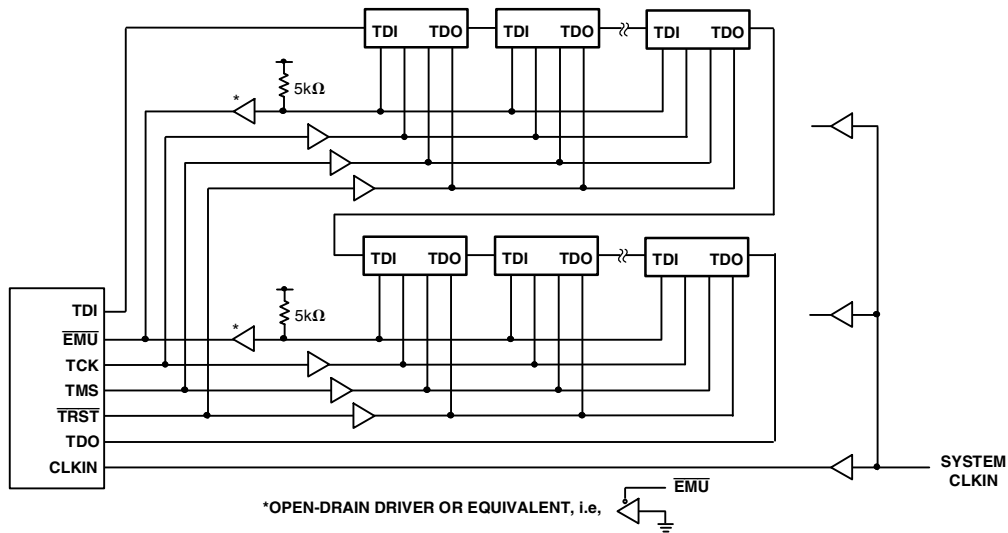 TDI TDO TDI TDO TDI TDO
*
5kΩ
TDI TDO TDI TDO TDI TDO
*
5kΩ
TDI
EMU
TCK
TMS
TRST
TDO
CLKIN
SYSTEM
CLKIN
*OPEN-DRAIN DRIVER OR EQUIVALENT, i.e,
EMU